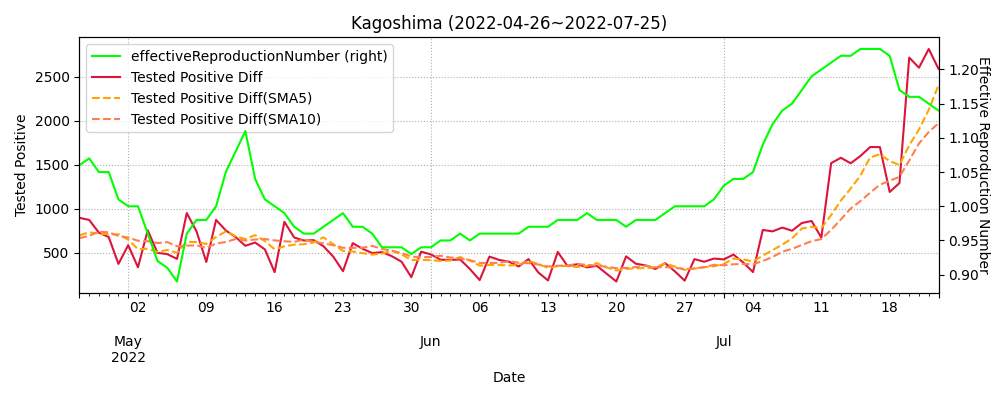 Kagoshima (2022-04-26~2022-07-25)
effectiveReproductionNumber (right)
Tested Positive Diff
Tested Positive Diff(SMA5)
Tested Positive Diff(SMA10)
Tested Positive
2500
2000
1500
1000
500
Effective Reproduction Number
1.20
1.15
1.10
1.05
1.00
0.95
0.90
02 09 16 23 30 06 13 20 27 04 11 18
May Jun Jul
2022
Date